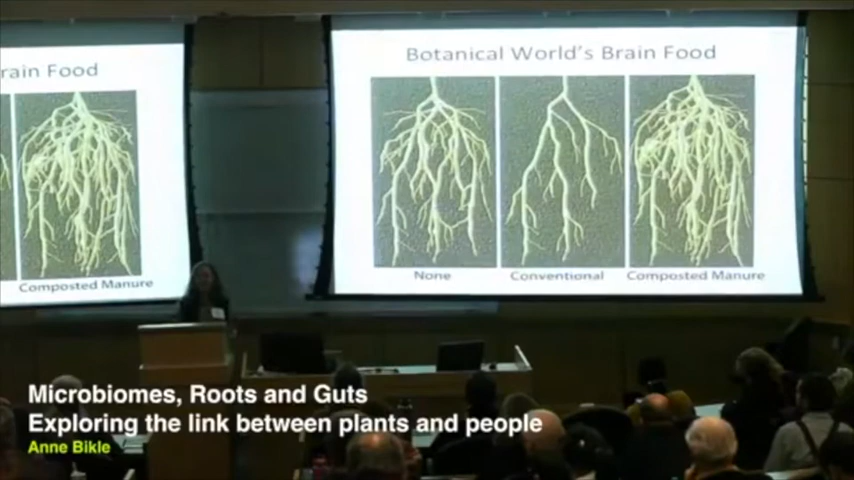 rain Food
Composted Manure
Botanical World's Brain Food
None
Conventional
Composted Manure
Microbiomes, Roots and Guts
Exploring the link between plants and people
Anne Bikle